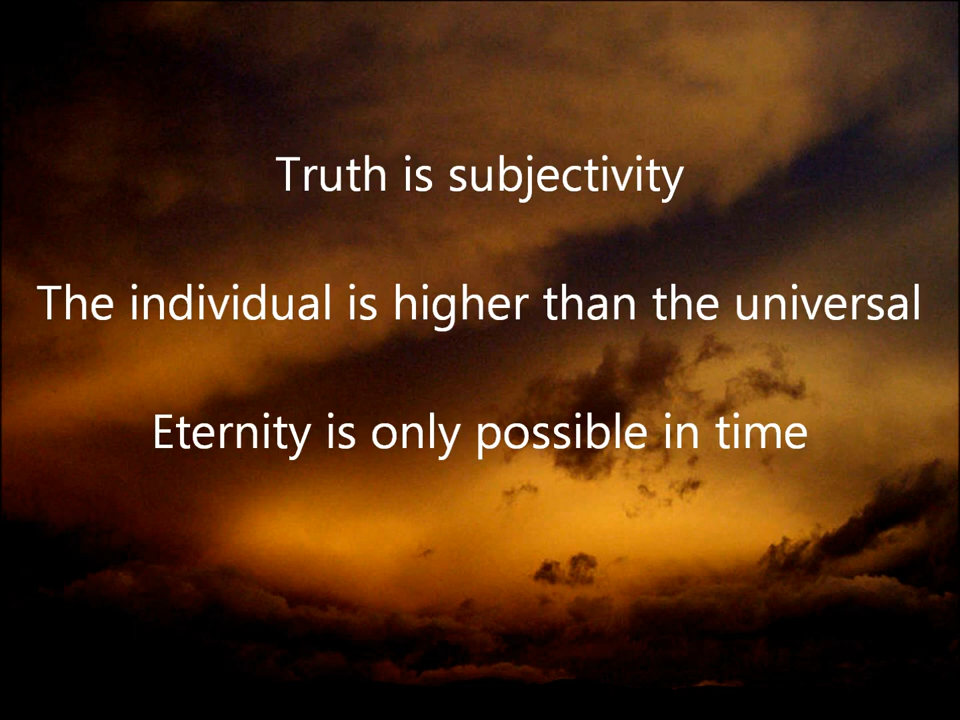 Truth is subjectivity
The individual is higher than the universal
Eternity is only possible in time